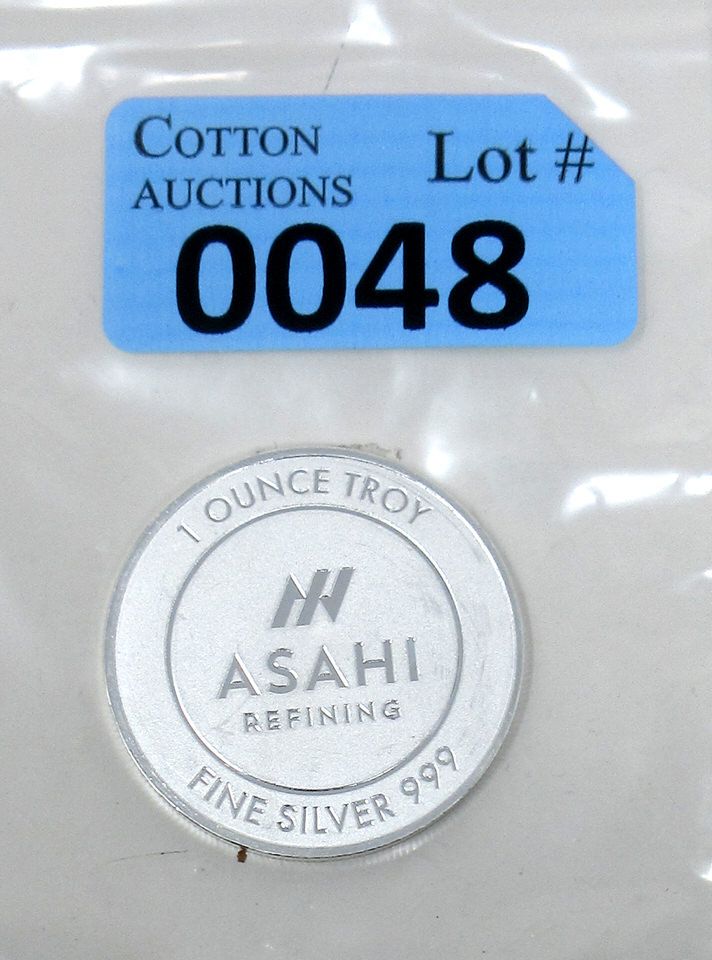 COTTON
AUCTIONS
Lot #
0048
1 OUNCE TROY
ASAHI
REFINING
FINE SILVER 999